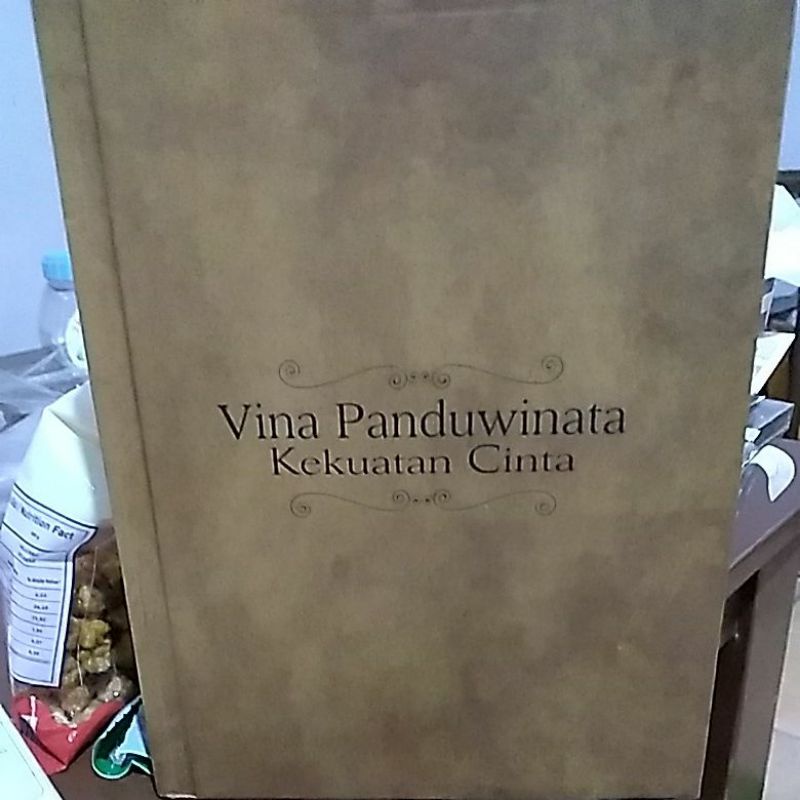 Vina Panduwinata
Kekuatan Cinta
Nutrition Fact